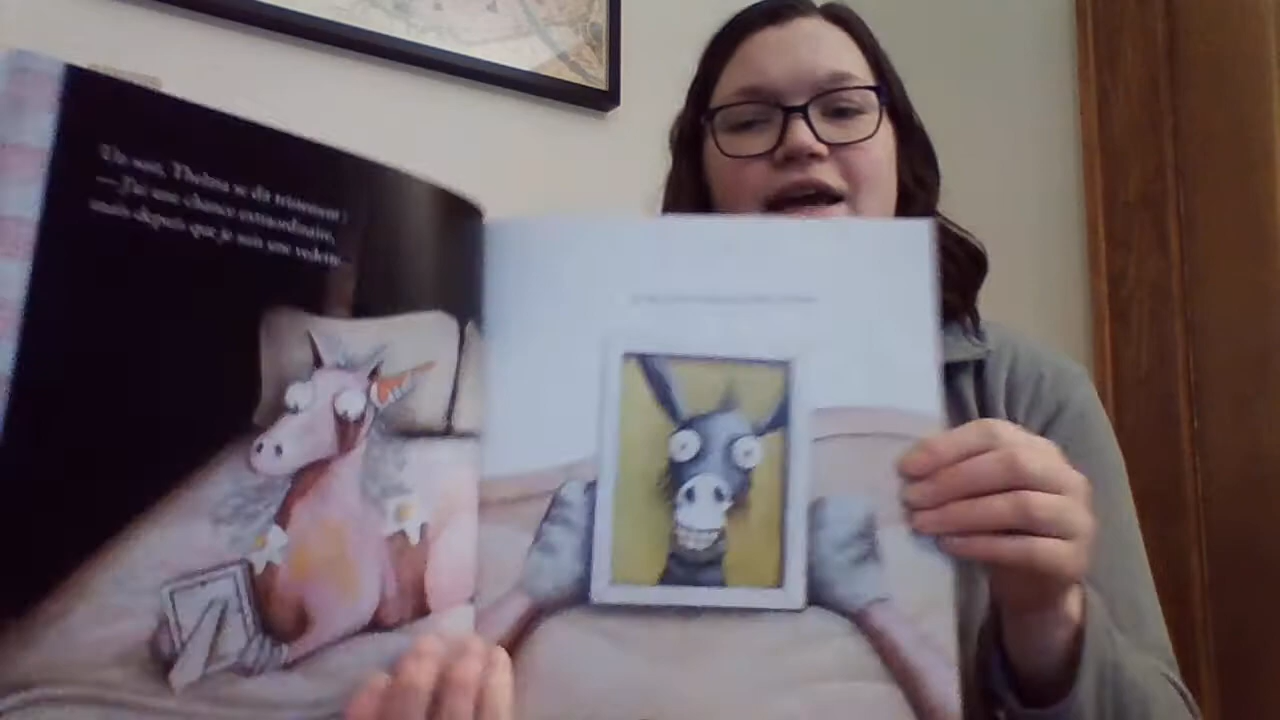 Un soir, Thelma se dit tristement :
— J'ai une chance extraordinaire,
mais depuis que je suis une vedette...